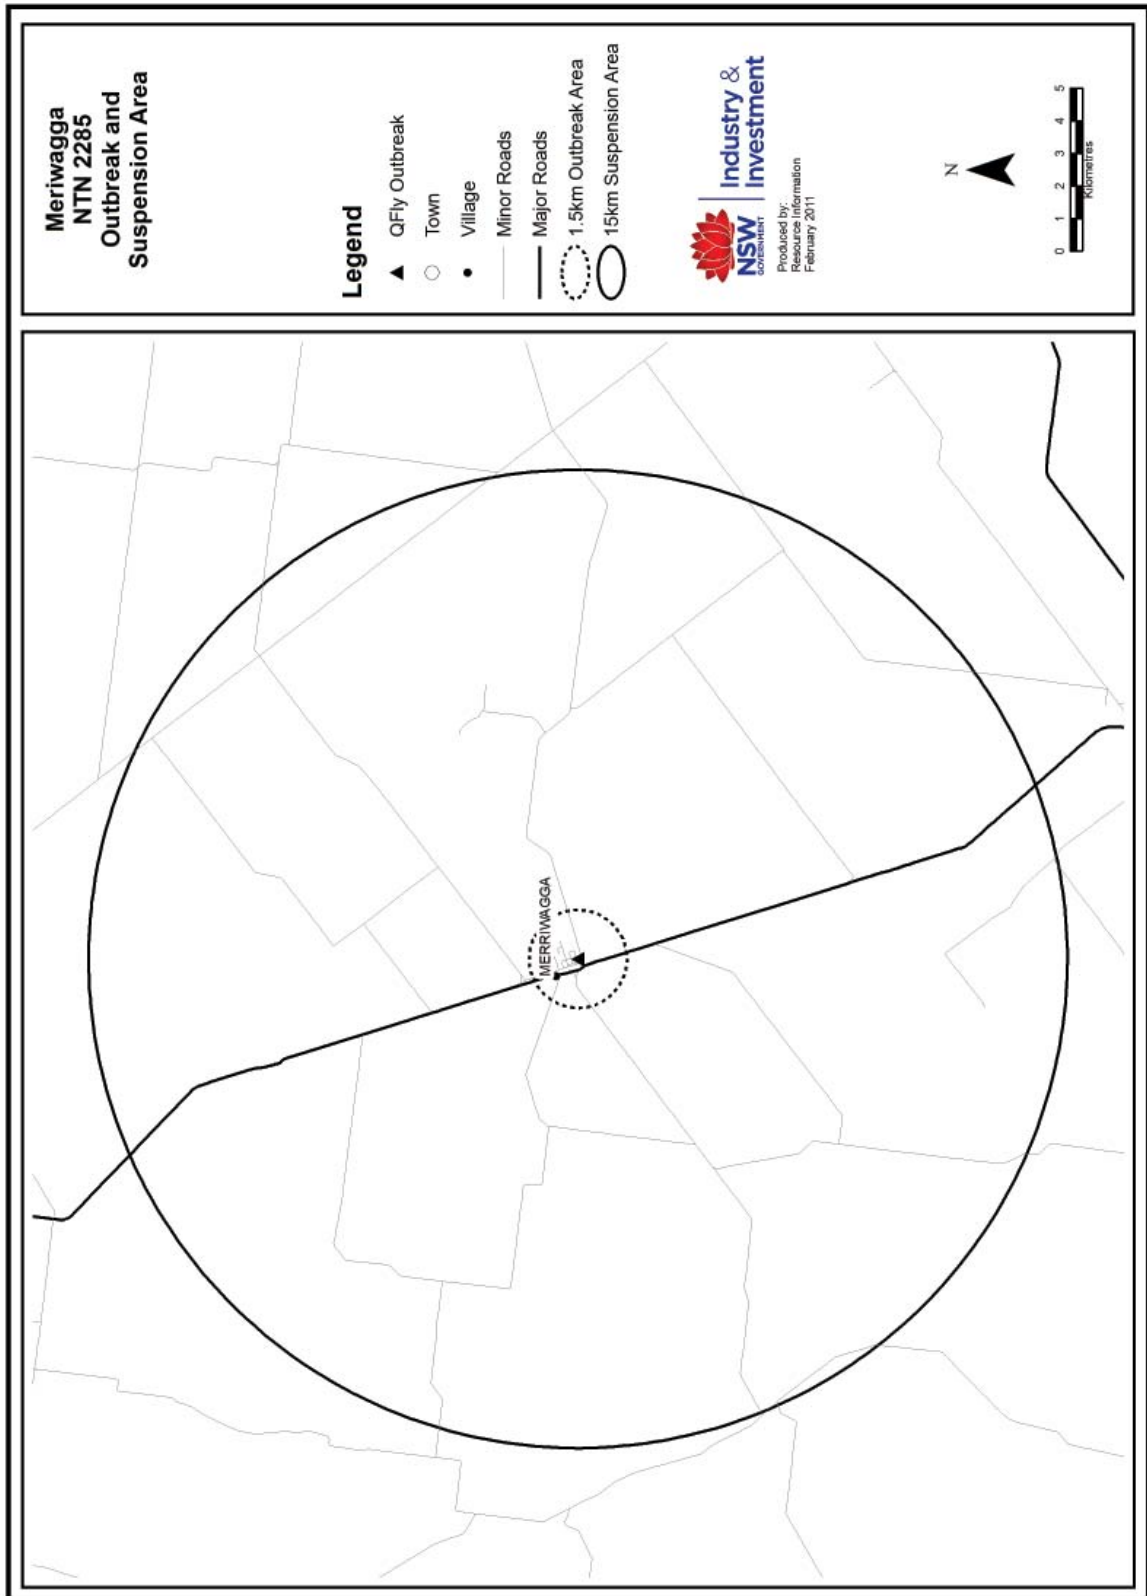 Meriwagga
NTN 2285
Outbreak and
Suspension Area
Legend
QFly Outbreak
Town
Village
Minor Roads
Major Roads
1.5km Outbreak Area
15km Suspension Area
NSW
GOVERNMENT
Industry &
Investment
Produced by:
Resource Information
February 2011
N
0 1 2 3 4 5
Kilometres
MERRIWAGGA